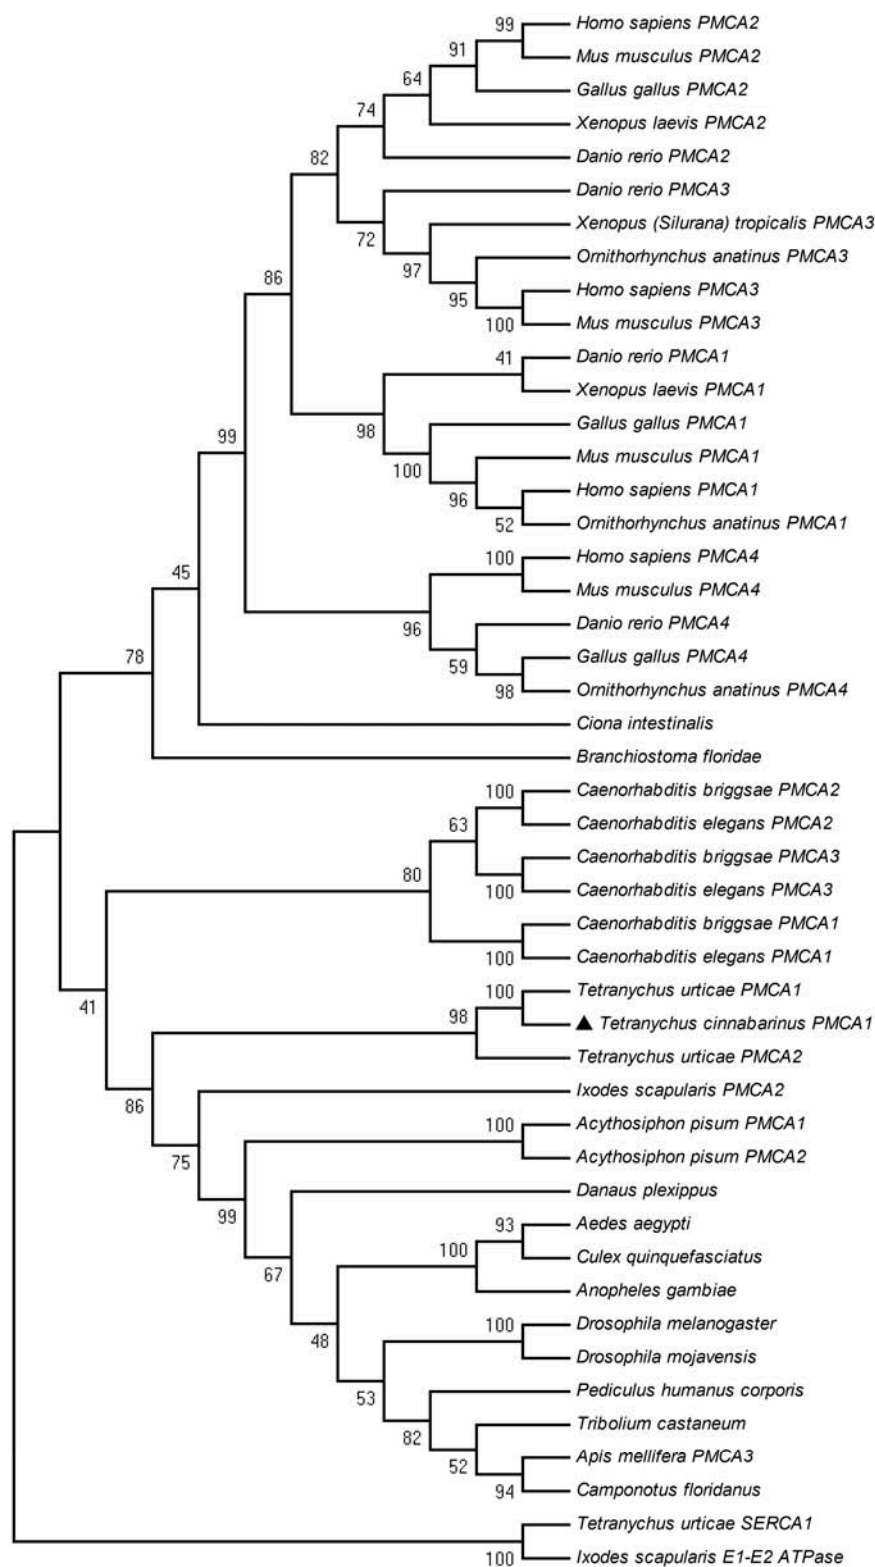 99 Homo sapiens PMCA2
91 Mus musculus PMCA2
64 Gallus gallus PMCA2
74 Xenopus laevis PMCA2
82 Danio rerio PMCA2
Danio rerio PMCA3
72 Xenopus (Silurana) tropicalis PMCA3
97 Ornithorhynchus anatinus PMCA3
86 95 Homo sapiens PMCA3
100 Mus musculus PMCA3
41 Danio rerio PMCA1
Xenopus laevis PMCA1
98 Gallus gallus PMCA1
99 100 Mus musculus PMCA1
96 Homo sapiens PMCA1
52 Ornithorhynchus anatinus PMCA1
100 Homo sapiens PMCA4
45 Mus musculus PMCA4
96 Danio rerio PMCA4
78 59 Gallus gallus PMCA4
98 Ornithorhynchus anatinus PMCA4
Ciona intestinalis
Branchiostoma floridae
100 Caenorhabditis briggsae PMCA2
63 Caenorhabditis elegans PMCA2
80 Caenorhabditis briggsae PMCA3
100 Caenorhabditis elegans PMCA3
Caenorhabditis briggsae PMCA1
100 Caenorhabditis elegans PMCA1
41 100 Tetranychus urticae PMCA1
98 ▲ Tetranychus cinnabarinus PMCA1
Tetranychus urticae PMCA2
86 Ixodes scapularis PMCA2
100 Acythosiphon pisum PMCA1
75 Acythosiphon pisum PMCA2
99 Danaus plexippus
93 Aedes aegypti
67 100 Culex quinquefasciatus
Anopheles gambiae
48 100 Drosophila melanogaster
Drosophila mojavensis
53 Pediculus humanus corporis
82 Tribolium castaneum
52 Apis mellifera PMCA3
94 Camponotus floridanus
Tetranychus urticae SERCA1
100 Ixodes scapularis E1-E2 ATPase